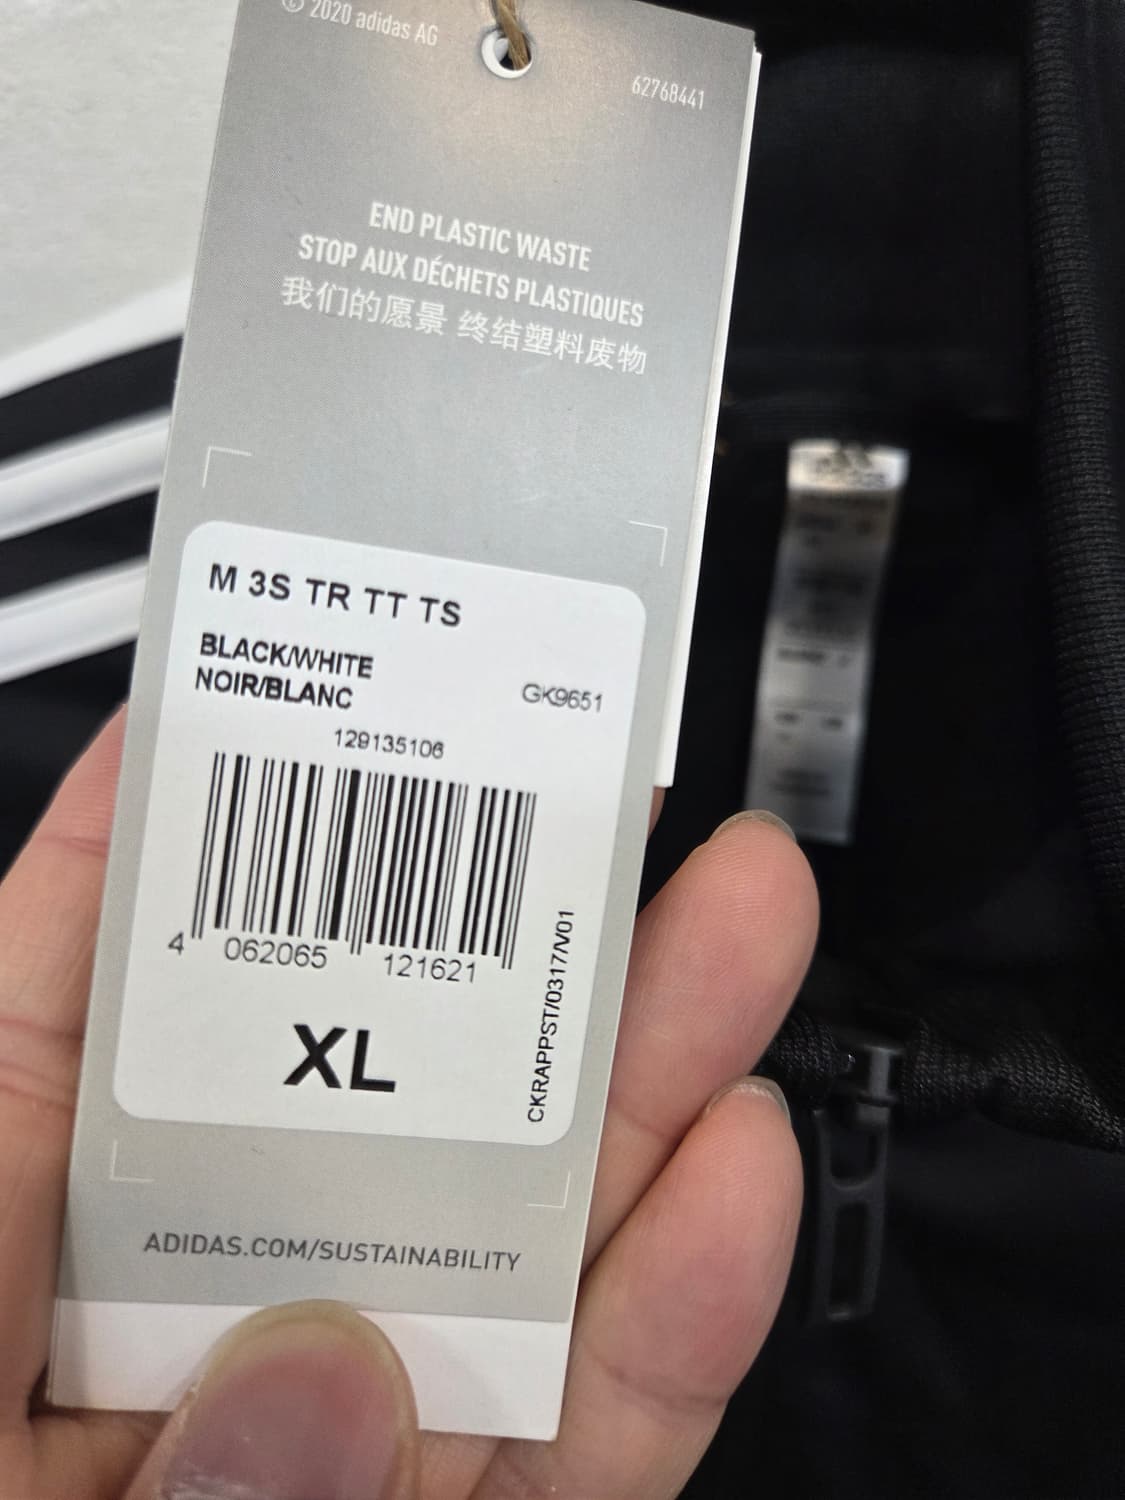 © 2020 adidas AG
62768441
END PLASTIC WASTE
STOP AUX DÉCHETS PLASTIQUES
我们的愿景 终结塑料废物
M 3S TR TT TS
BLACK/WHITE
NOIR/BLANC
GK9651
129135106
4 062065 121621
XL
CKRAPPST/0317/V01
ADIDAS.COM/SUSTAINABILITY